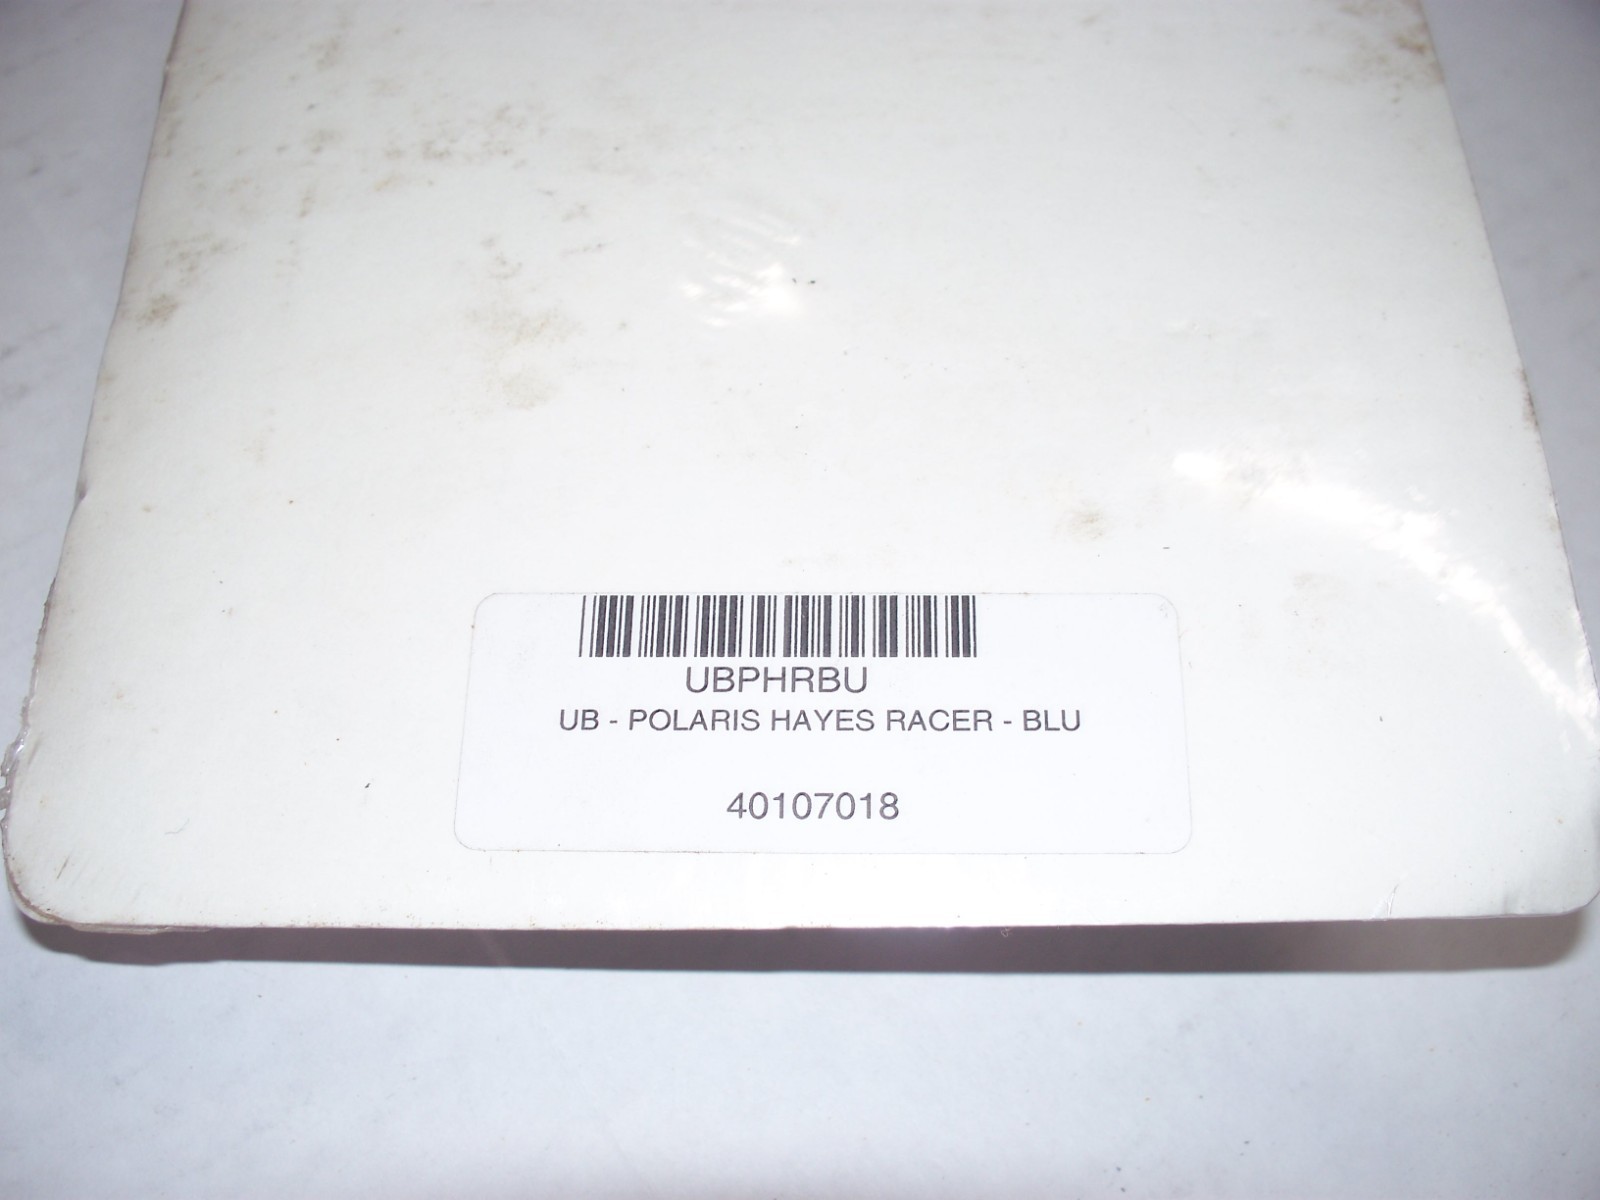 UBPHRBU
UB - POLARIS HAYES RACER - BLU
40107018